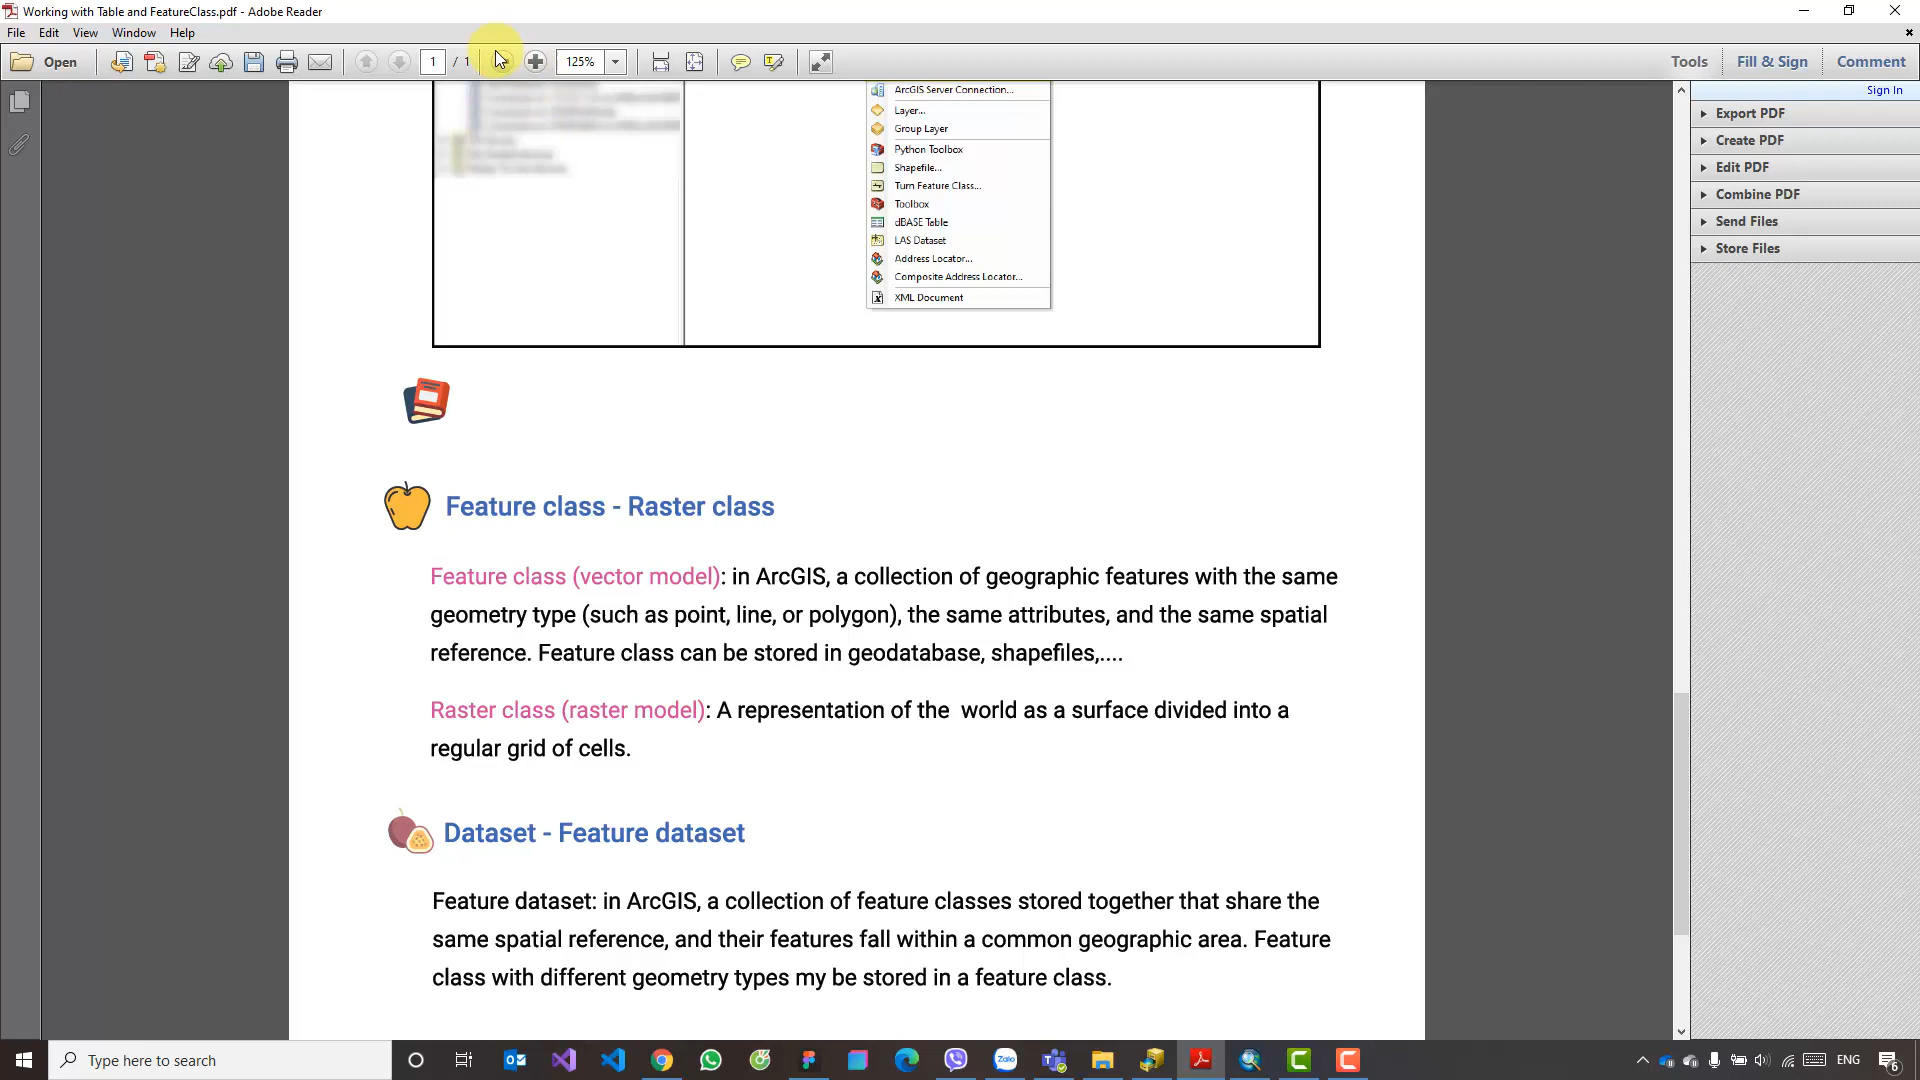 Working with Table and FeatureClass.pdf - Adobe Reader
File Edit View Window Help
Open 1 / 1 125% Tools Fill & Sign Comment
Sign In
Export PDF
Create PDF
Edit PDF
Combine PDF
Send Files
Store Files
ArcGIS Server Connection...
Layer...
Group Layer
Python Toolbox
Shapefile...
Turn Feature Class...
Toolbox
dBASE Table
LAS Dataset
Address Locator...
Composite Address Locator...
XML Document
Feature class - Raster class
Feature class (vector model): in ArcGIS, a collection of geographic features with the same
geometry type (such as point, line, or polygon), the same attributes, and the same spatial
reference. Feature class can be stored in geodatabase, shapefiles,....
Raster class (raster model): A representation of the world as a surface divided into a
regular grid of cells.
Dataset - Feature dataset
Feature dataset: in ArcGIS, a collection of feature classes stored together that share the
same spatial reference, and their features fall within a common geographic area. Feature
class with different geometry types my be stored in a feature class.
Type here to search
Zalo
ENG
6